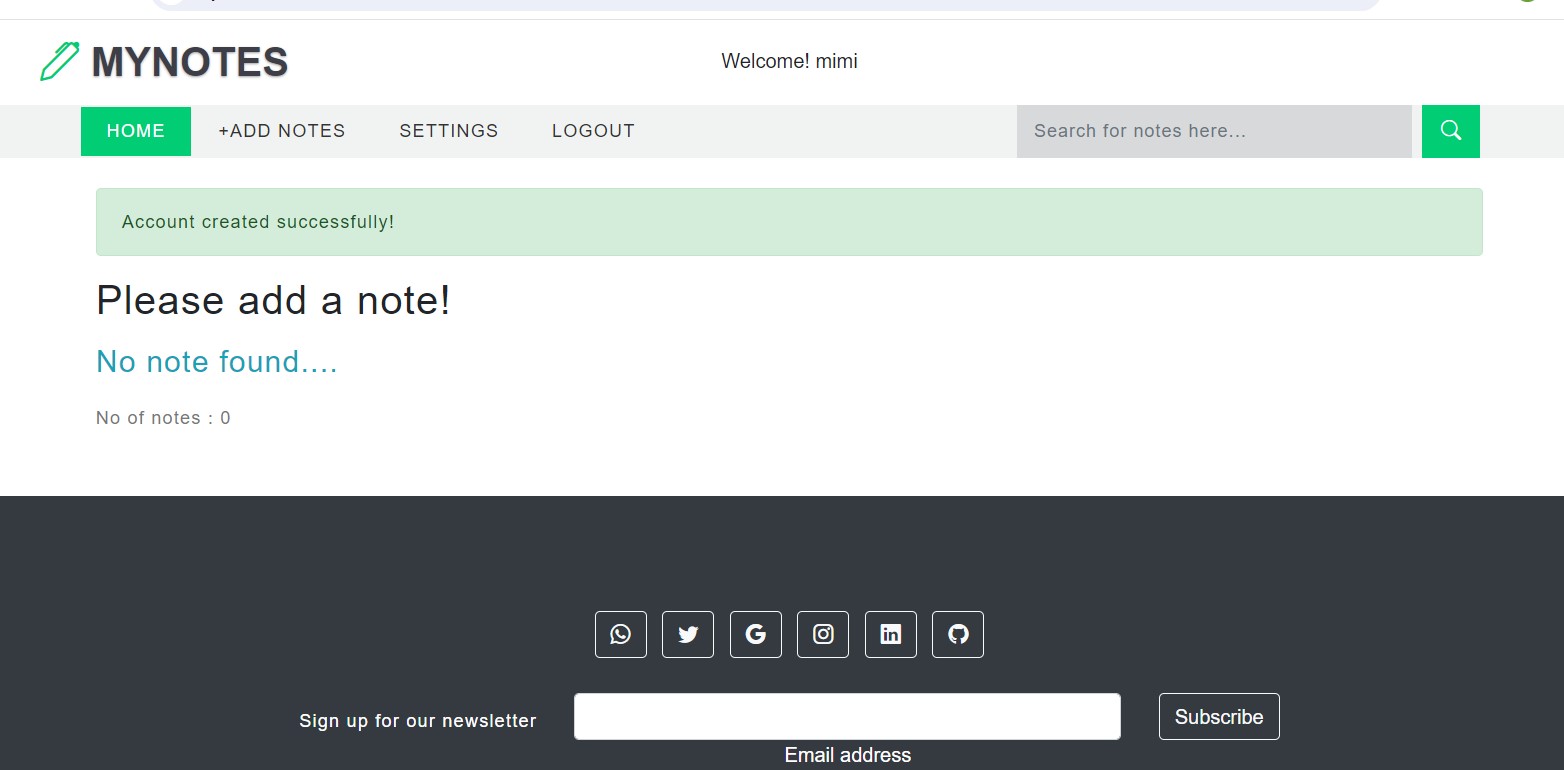 MYNOTES
Welcome! mimi
HOME +ADD NOTES SETTINGS LOGOUT Search for notes here...
Account created successfully!
Please add a note!
No note found....
No of notes : 0
Sign up for our newsletter
Subscribe
Email address